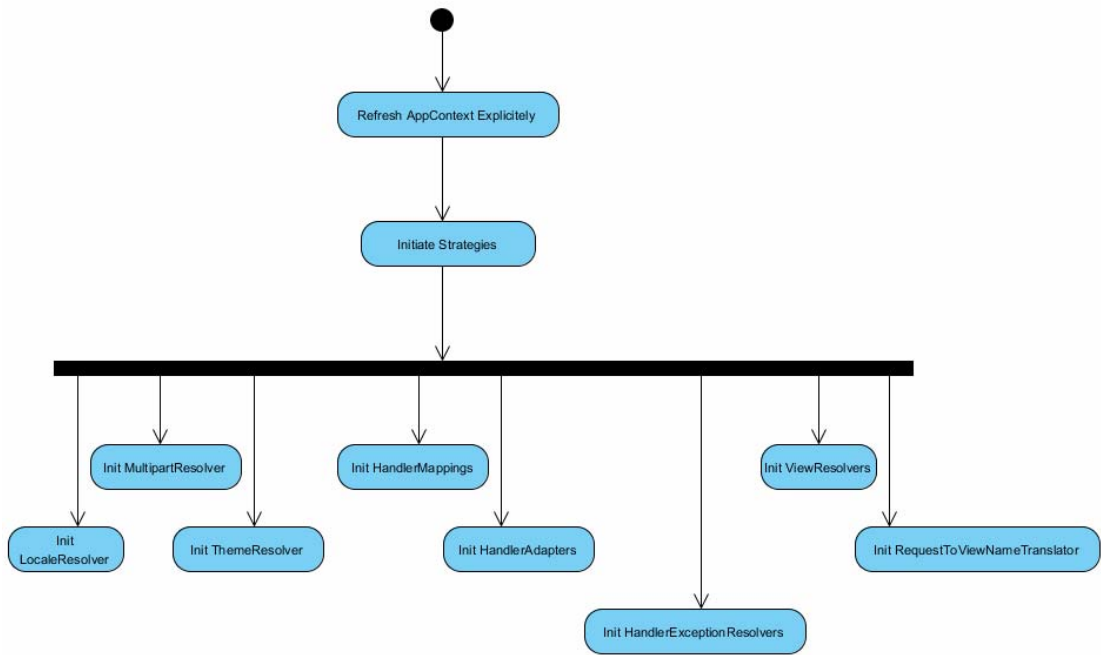 Refresh AppContext Explicitely
Initiate Strategies
Init MultipartResolver
Init HandlerMappings
Init ViewResolvers
Init
LocaleResolver
Init ThemeResolver
Init HandlerAdapters
Init RequestToViewNameTranslator
Init HandlerExceptionResolvers